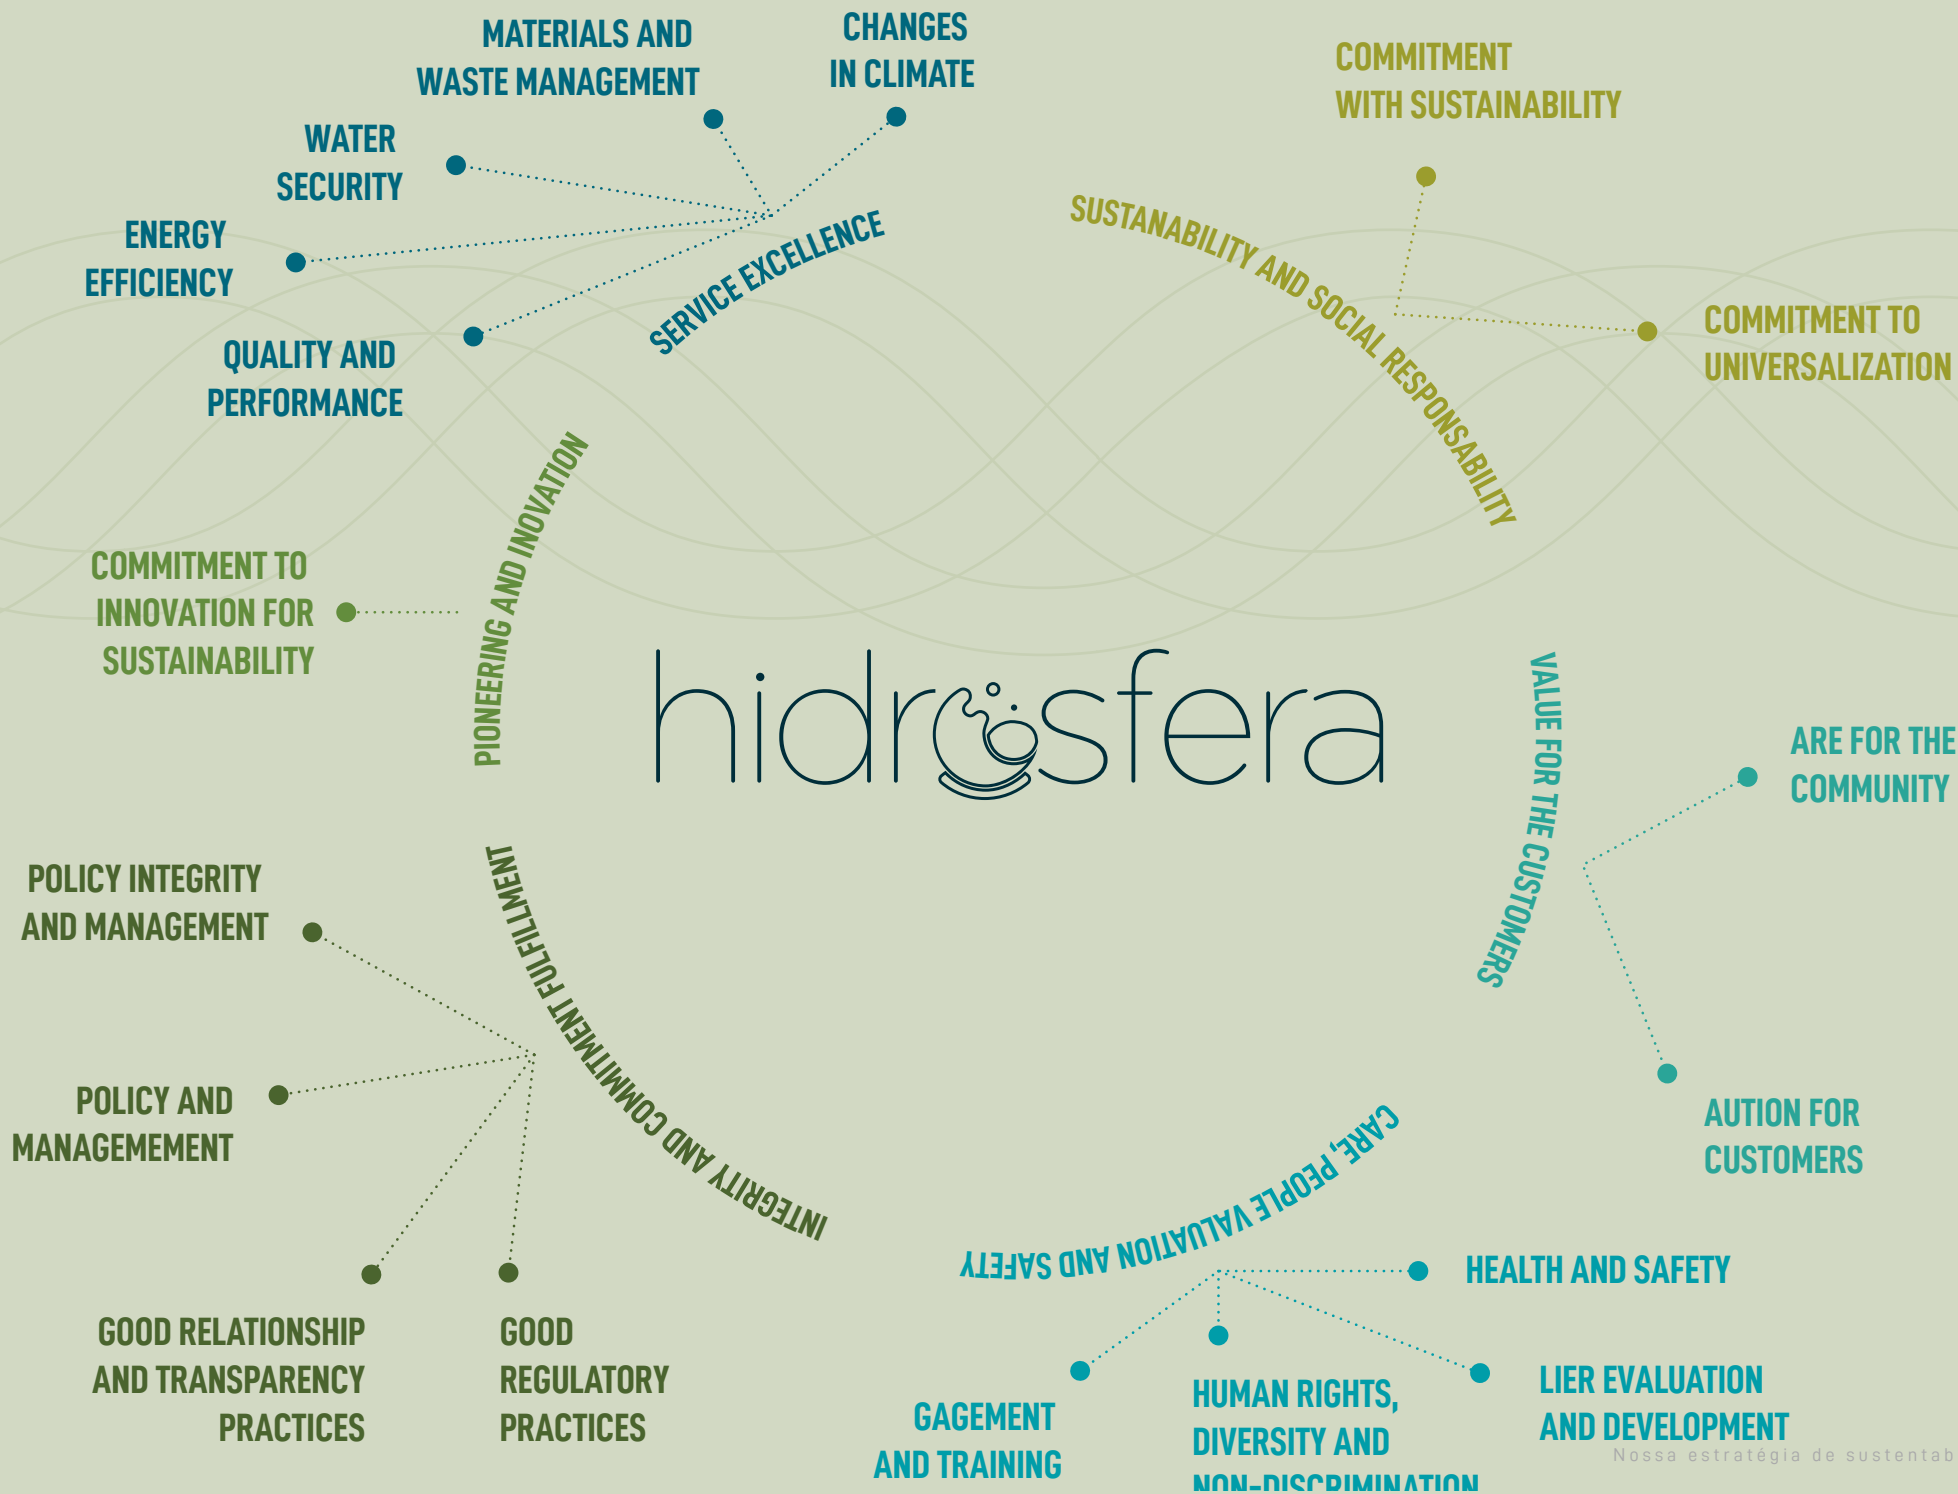 MATERIALS AND
WASTE MANAGEMENT
CHANGES
IN CLIMATE
COMMITMENT
WITH SUSTAINABILITY
WATER
SECURITY
ENERGY
EFFICIENCY
QUALITY AND
PERFORMANCE
SERVICE EXCELLENCE
SUSTANABILITY AND SOCIAL RESPONSABILITY
COMMITMENT TO
UNIVERSALIZATION
PIONEERING AND INOVATION
COMMITMENT TO
INNOVATION FOR
SUSTAINABILITY
hidrosfera
VALUE FOR THE CUSTOMERS
ARE FOR THE
COMMUNITY
AUTION FOR
CUSTOMERS
POLICY INTEGRITY
AND MANAGEMENT
POLICY AND
MANAGEMEMENT
INTEGRITY AND COMMITMENT FULFILLMENT
GOOD RELATIONSHIP
AND TRANSPARENCY
PRACTICES
GOOD
REGULATORY
PRACTICES
CARE, PEOPLE VALUATION AND SAFETY
HEALTH AND SAFETY
GAGEMENT
AND TRAINING
HUMAN RIGHTS,
DIVERSITY AND
NON-DISCRIMINATION
LIER EVALUATION
AND DEVELOPMENT
Nossa estratégia de sustentab